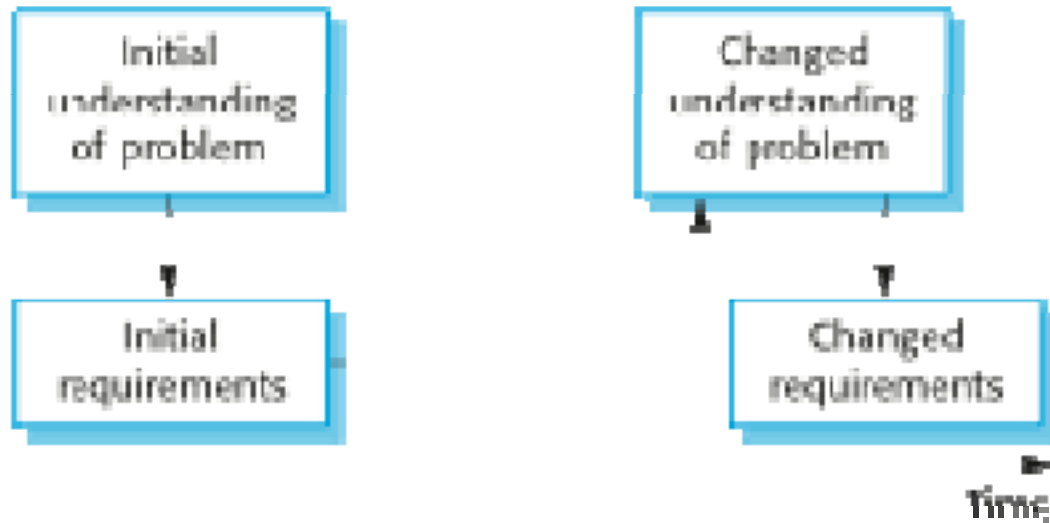 Initial
understanding
of problem
Changed
understanding
of problem
Initial
requirements
Changed
requirements
Time